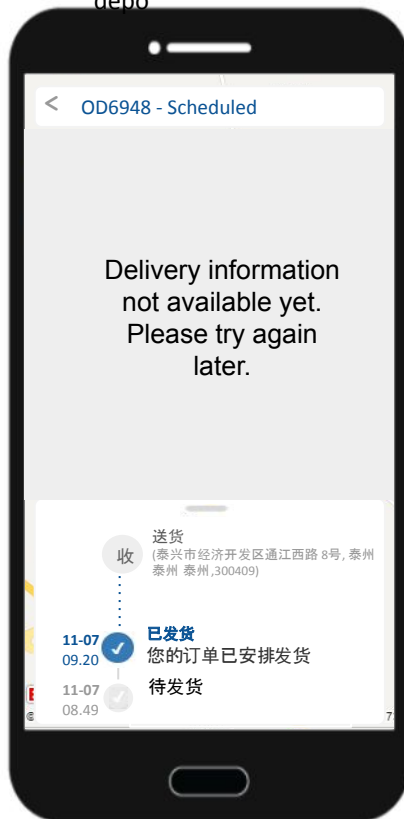 depo
< OD6948 - Scheduled
Delivery information
not available yet.
Please try again
later.
收
送货
(泰兴市经济开发区通江西路 8号, 泰州
泰州 泰州,300409)
11-07
09.20
已发货
您的订单已安排发货
11-07
08.49
待发货
E
©
7